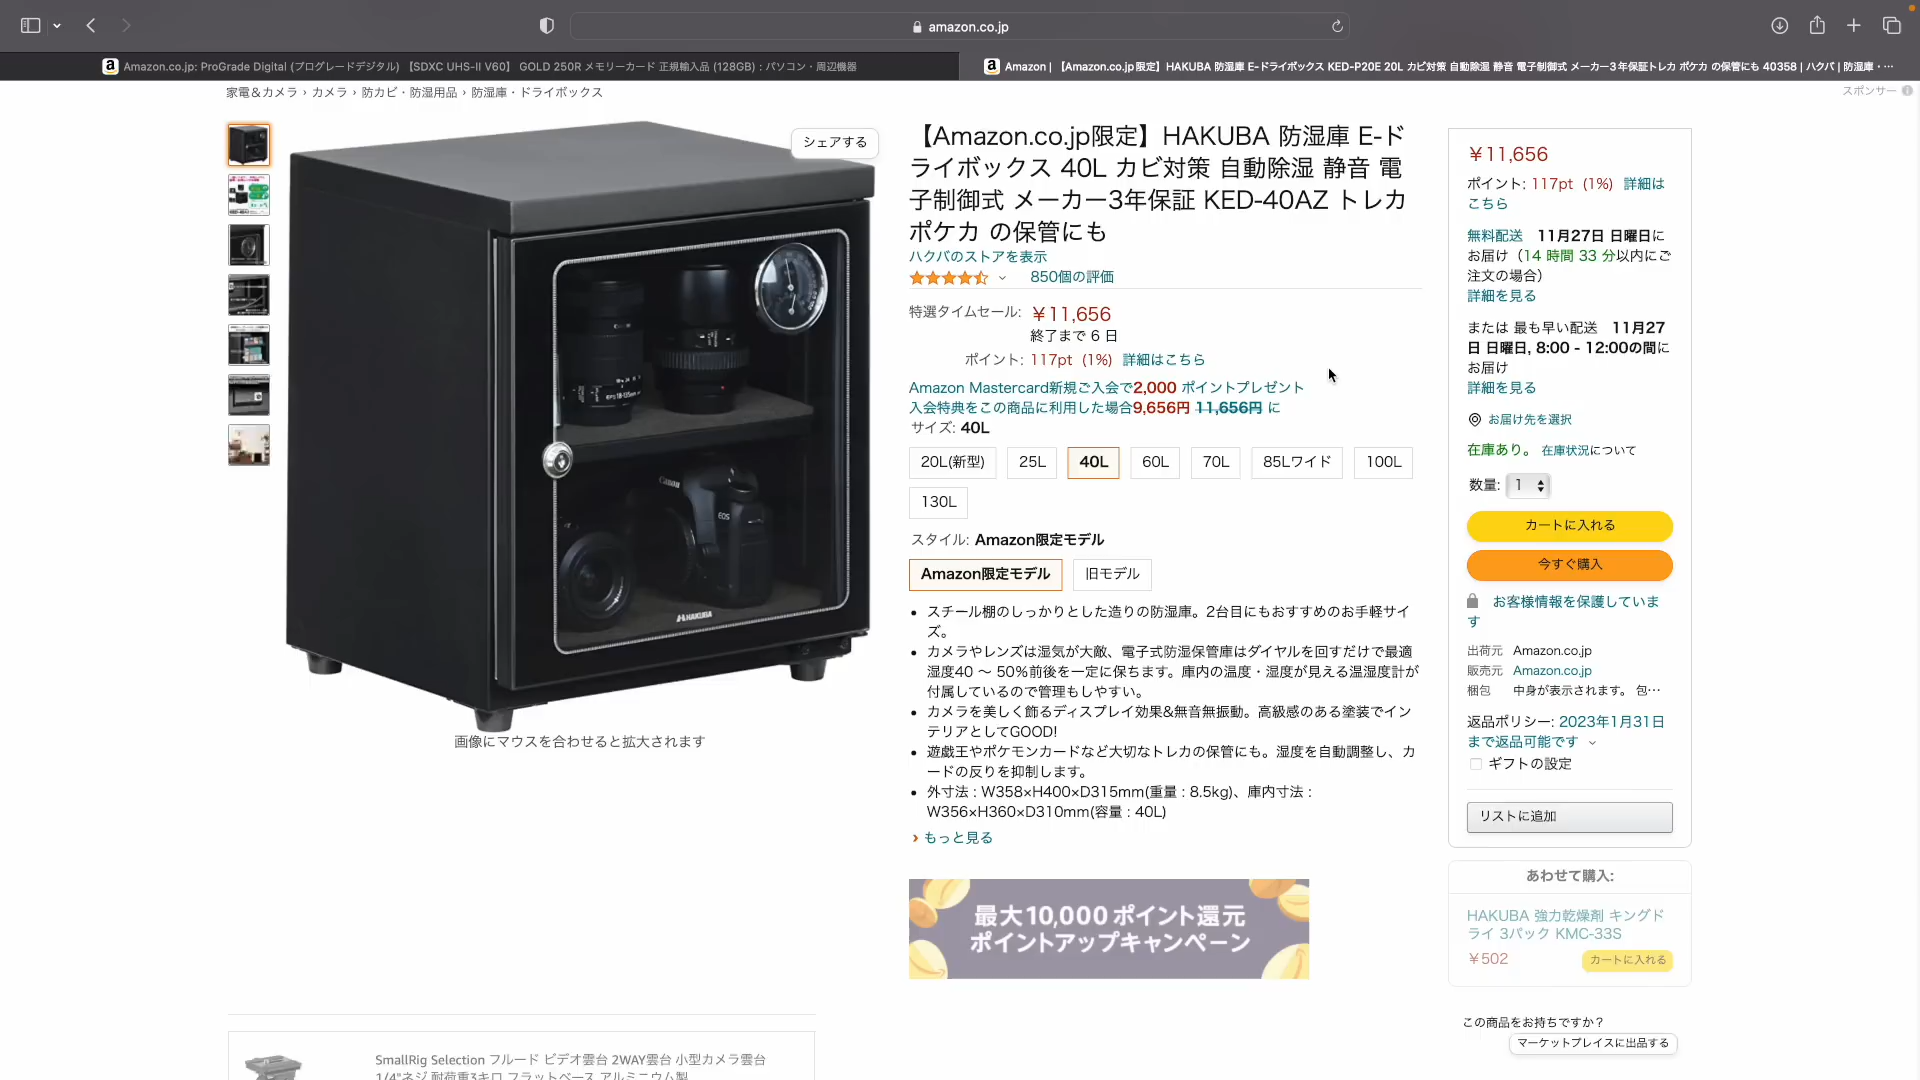 amazon.co.jp
Amazon.co.jp: ProGrade Digital (プログレードデジタル) 【SDXC UHS-II V60】 GOLD 250R メモリーカード 正規輸入品 (128GB) : パソコン・周辺機器
Amazon | 【Amazon.co.jp限定】HAKUBA 防湿庫 E-ドライボックス KED-P20E 20L カビ対策 自動除湿 静音 電子制御式 メーカー3年保証トレカ ポケカ の保管にも 40358 | ハクバ | 防湿庫・…
家電&カメラ › カメラ › 防カビ・防湿用品 › 防湿庫・ドライボックス
スポンサー
シェアする
HAKUBA
Canon
EOS
画像にマウスを合わせると拡大されます
【Amazon.co.jp限定】HAKUBA 防湿庫 E-ド
ライボックス 40L カビ対策 自動除湿 静音 電
子制御式 メーカー3年保証 KED-40AZ トレカ
ポケカ の保管にも
ハクバのストアを表示
850個の評価
特選タイムセール: ¥11,656
終了まで 6 日
ポイント: 117pt (1%) 詳細はこちら
Amazon Mastercard新規ご入会で2,000 ポイントプレゼント
入会特典をこの商品に利用した場合9,656円 11,656円 に
サイズ: 40L
20L(新型) 25L 40L 60L 70L 85Lワイド 100L
130L
スタイル: Amazon限定モデル
Amazon限定モデル 旧モデル
• スチール棚のしっかりとした造りの防湿庫。2台目にもおすすめのお手軽サイ
ズ。
• カメラやレンズは湿気が大敵、電子式防湿保管庫はダイヤルを回すだけで最適
湿度40 ～ 50%前後を一定に保ちます。庫内の温度・湿度が見える温湿度計が
付属しているので管理もしやすい。
• カメラを美しく飾るディスプレイ効果&無音無振動。高級感のある塗装でイン
テリアとしてGOOD!
• 遊戯王やポケモンカードなど大切なトレカの保管にも。湿度を自動調整し、カ
ードの反りを抑制します。
• 外寸法 : W358×H400×D315mm(重量 : 8.5kg)、庫内寸法 :
W356×H360×D310mm(容量 : 40L)
› もっと見る
最大10,000ポイント還元
ポイントアップキャンペーン
¥11,656
ポイント: 117pt (1%) 詳細は
こちら
無料配送 11月27日 日曜日に
お届け（14 時間 33 分以内にご
注文の場合）
詳細を見る
または 最も早い配送 11月27
日 日曜日, 8:00 - 12:00の間に
お届け
詳細を見る
お届け先を選択
在庫あり。 在庫状況について
数量: 1
カートに入れる
今すぐ購入
お客様情報を保護していま
す
出荷元 Amazon.co.jp
販売元 Amazon.co.jp
梱包 中身が表示されます。 包…
返品ポリシー: 2023年1月31日
まで返品可能です
ギフトの設定
リストに追加
あわせて購入:
HAKUBA 強力乾燥剤 キングド
ライ 3パック KMC-33S
¥502
カートに入れる
この商品をお持ちですか？
マーケットプレイスに出品する
SmallRig Selection フルード ビデオ雲台 2WAY雲台 小型カメラ雲台
1/4"ネジ 耐荷重3キロ フラットベース アルミニウム製